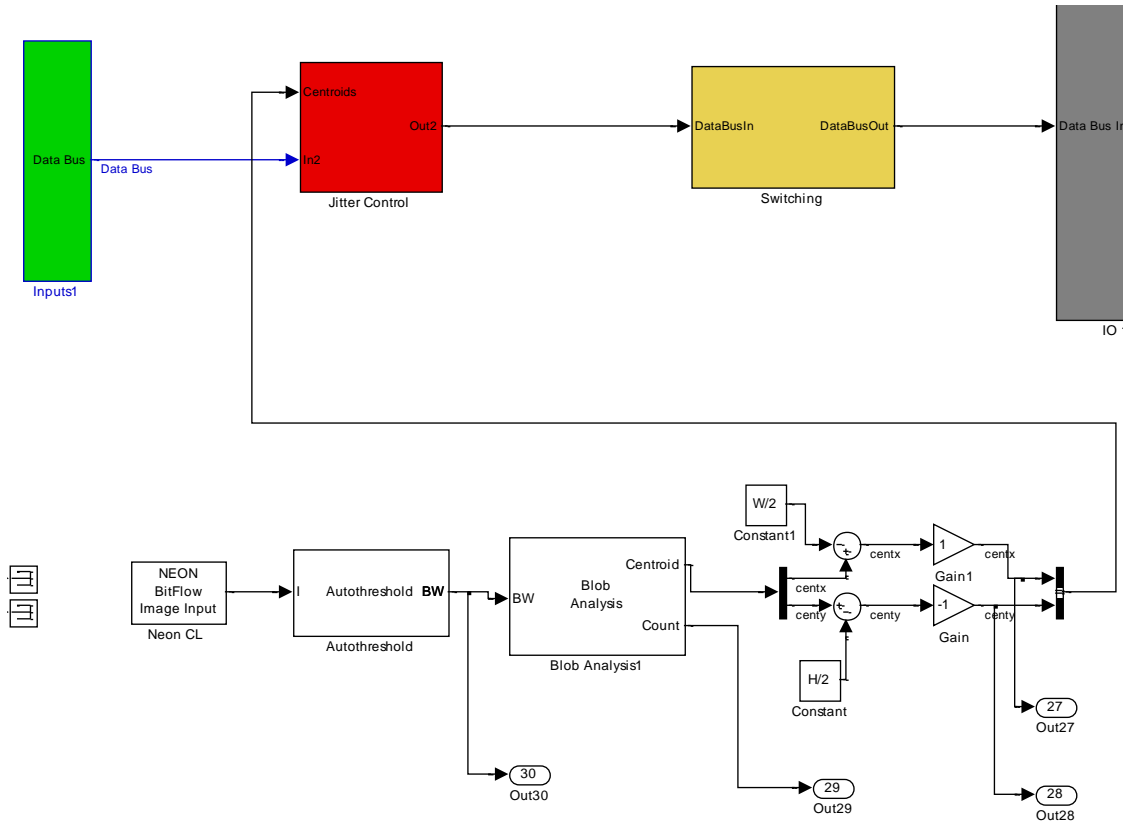 Data Bus
Data Bus
Inputs1
Centroids
In2
Out2
Jitter Control
DataBusIn
DataBusOut
Switching
Data Bus In
IO
NEON
BitFlow
Image Input
Neon CL
I
Autothreshold
BW
Autothreshold
BW
Blob
Analysis
Centroid
Count
Blob Analysis1
W/2
Constant1
centx
centy
H/2
Constant
- +
+ -
centx
centy
1
Gain1
-1
Gain
centx
centy
27
Out27
28
Out28
29
Out29
30
Out30